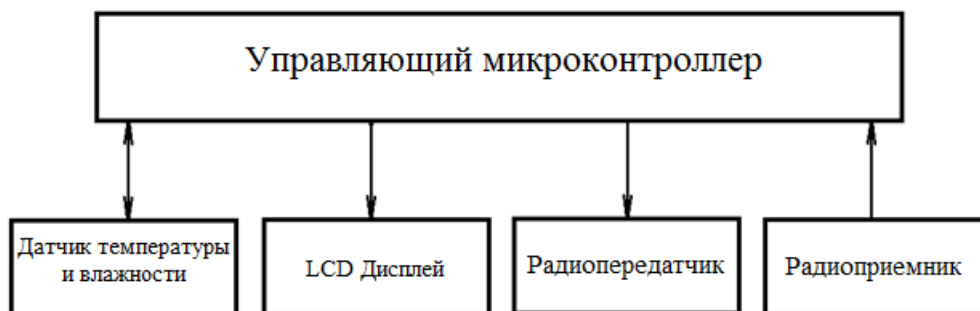 Управляющий микроконтроллер
Датчик температуры
и влажности
LCD Дисплей
Радиопередатчик
Радиоприемник